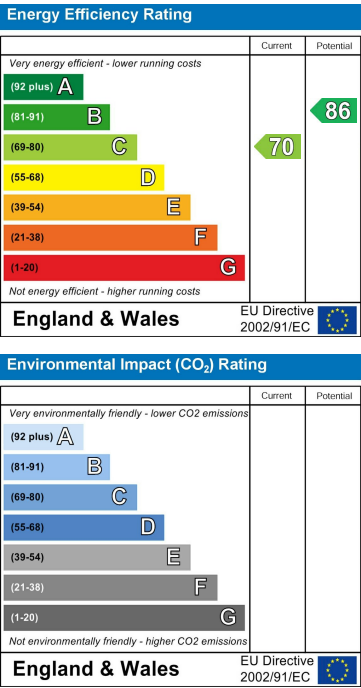 Energy Efficiency Rating
Current Potential
Very energy efficient - lower running costs
(92 plus) A
(81-91) B
86
(69-80) C
70
(55-68) D
(39-54) E
(21-38) F
(1-20) G
Not energy efficient - higher running costs
England & Wales
EU Directive
2002/91/EC
Environmental Impact (CO₂) Rating
Current Potential
Very environmentally friendly - lower CO2 emissions
(92 plus) A
(81-91) B
(69-80) C
(55-68) D
(39-54) E
(21-38) F
(1-20) G
Not environmentally friendly - higher CO2 emissions
England & Wales
EU Directive
2002/91/EC